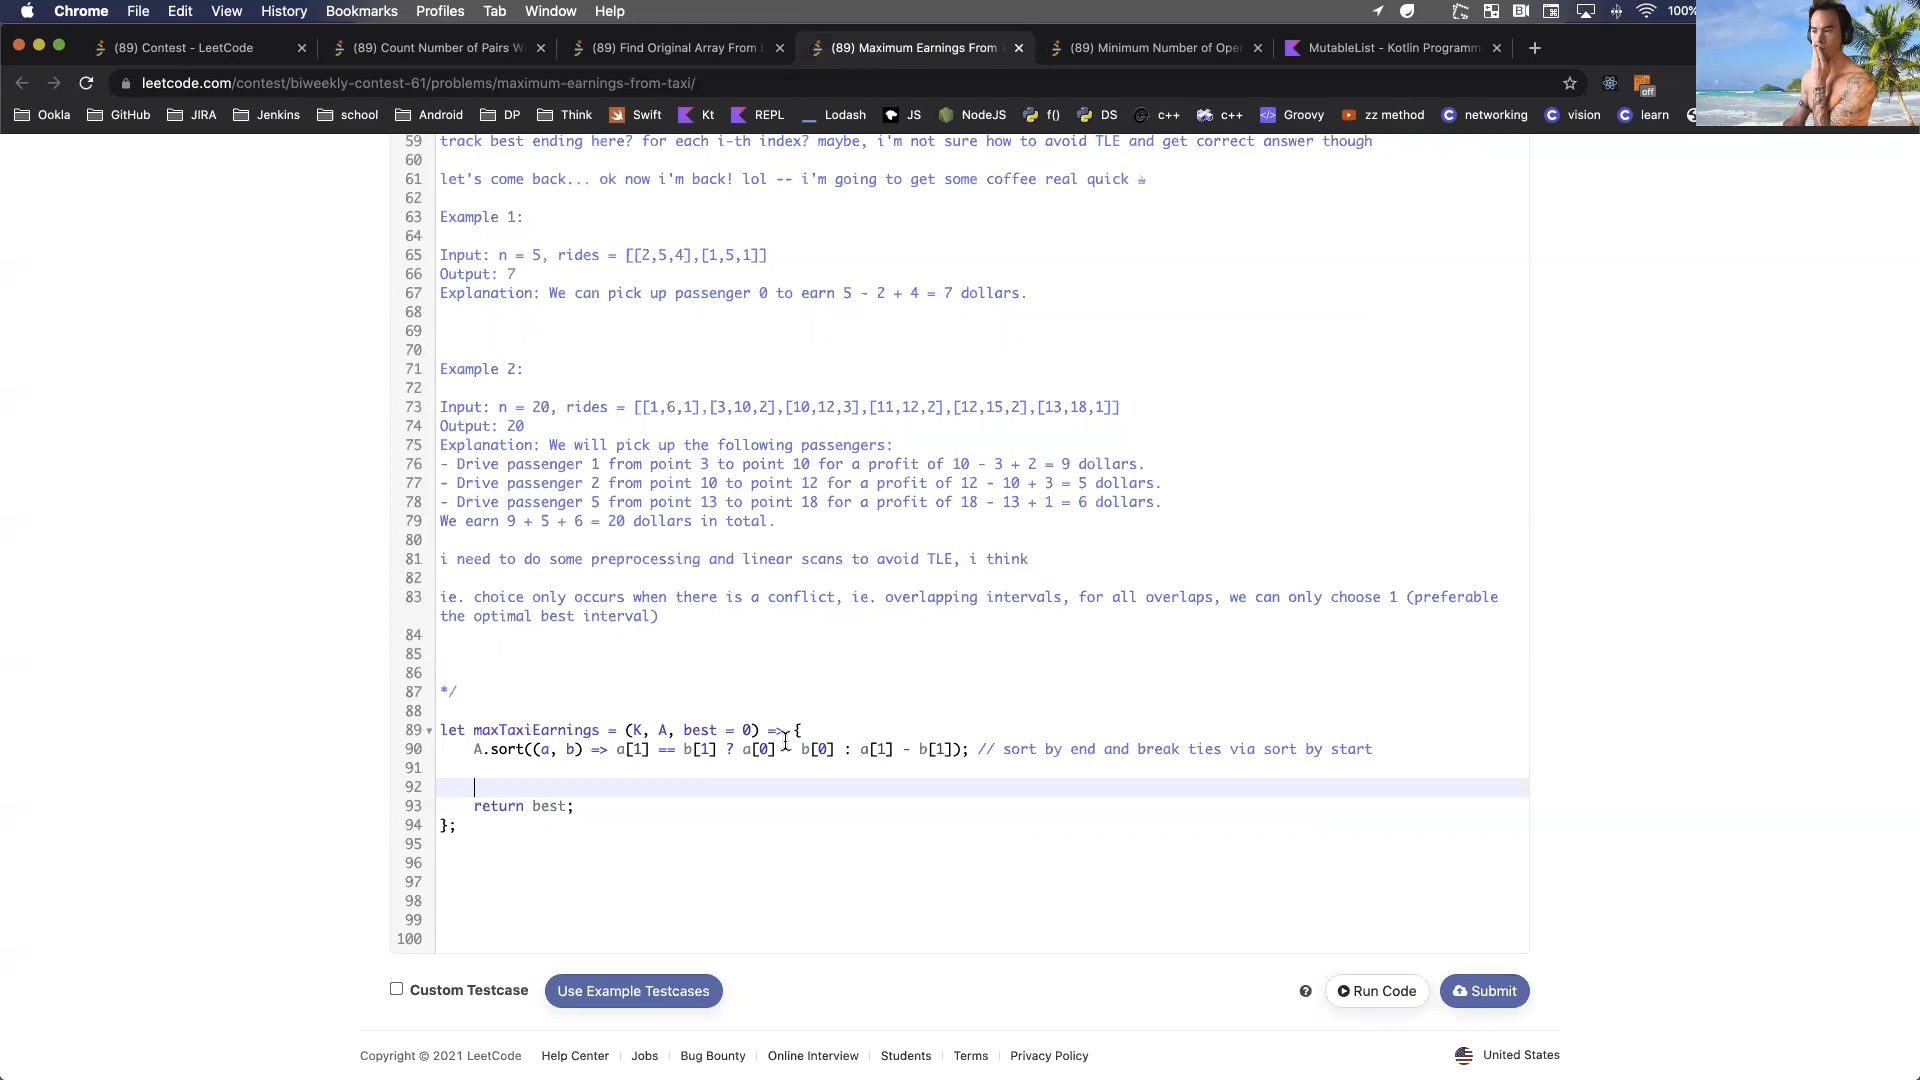 Chrome File Edit View History Bookmarks Profiles Tab Window Help 100%
(89) Contest - LeetCode (89) Count Number of Pairs Wi (89) Find Original Array From D (89) Maximum Earnings From T (89) Minimum Number of Oper MutableList - Kotlin Programm
leetcode.com/contest/biweekly-contest-61/problems/maximum-earnings-from-taxi/ off
Ookla GitHub JIRA Jenkins school Android DP Think Swift Kt REPL Lodash JS NodeJS f() DS c++ c++ Groovy zz method networking vision learn
59 track best ending here? for each i-th index? maybe, i'm not sure how to avoid TLE and get correct answer though
60
61 let's come back... ok now i'm back! lol -- i'm going to get some coffee real quick ☕
62
63 Example 1:
64
65 Input: n = 5, rides = [[2,5,4],[1,5,1]]
66 Output: 7
67 Explanation: We can pick up passenger 0 to earn 5 - 2 + 4 = 7 dollars.
68
69
70
71 Example 2:
72
73 Input: n = 20, rides = [[1,6,1],[3,10,2],[10,12,3],[11,12,2],[12,15,2],[13,18,1]]
74 Output: 20
75 Explanation: We will pick up the following passengers:
76 - Drive passenger 1 from point 3 to point 10 for a profit of 10 - 3 + 2 = 9 dollars.
77 - Drive passenger 2 from point 10 to point 12 for a profit of 12 - 10 + 3 = 5 dollars.
78 - Drive passenger 5 from point 13 to point 18 for a profit of 18 - 13 + 1 = 6 dollars.
79 We earn 9 + 5 + 6 = 20 dollars in total.
80
81 i need to do some preprocessing and linear scans to avoid TLE, i think
82
83 ie. choice only occurs when there is a conflict, ie. overlapping intervals, for all overlaps, we can only choose 1 (preferable
the optimal best interval)
84
85
86
87 */
88
89 let maxTaxiEarnings = (K, A, best = 0) => {
90 A.sort((a, b) => a[1] == b[1] ? a[0] - b[0] : a[1] - b[1]); // sort by end and break ties via sort by start
91
92
93 return best;
94 };
95
96
97
98
99
100
Custom Testcase Use Example Testcases Run Code Submit
Copyright © 2021 LeetCode Help Center Jobs Bug Bounty Online Interview Students Terms Privacy Policy United States